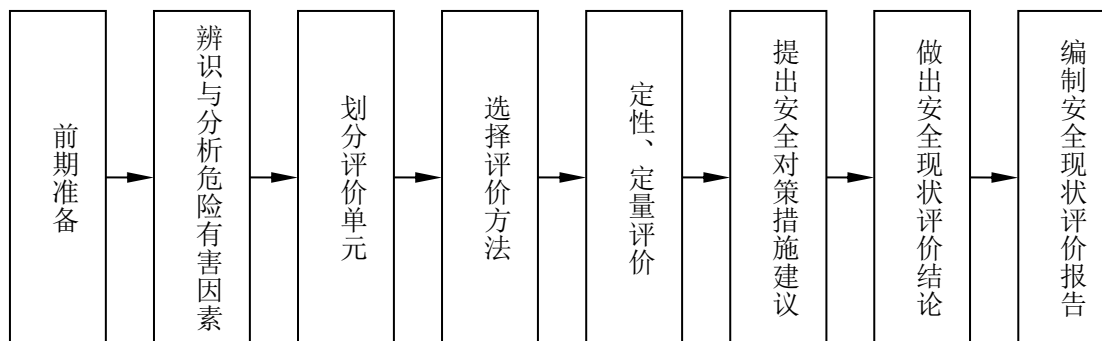 前期准备
辨识与分析危险有害因素
划分评价单元
选择评价方法
定性、定量评价
提出安全对策措施建议
做出安全现状评价结论
编制安全现状评价报告